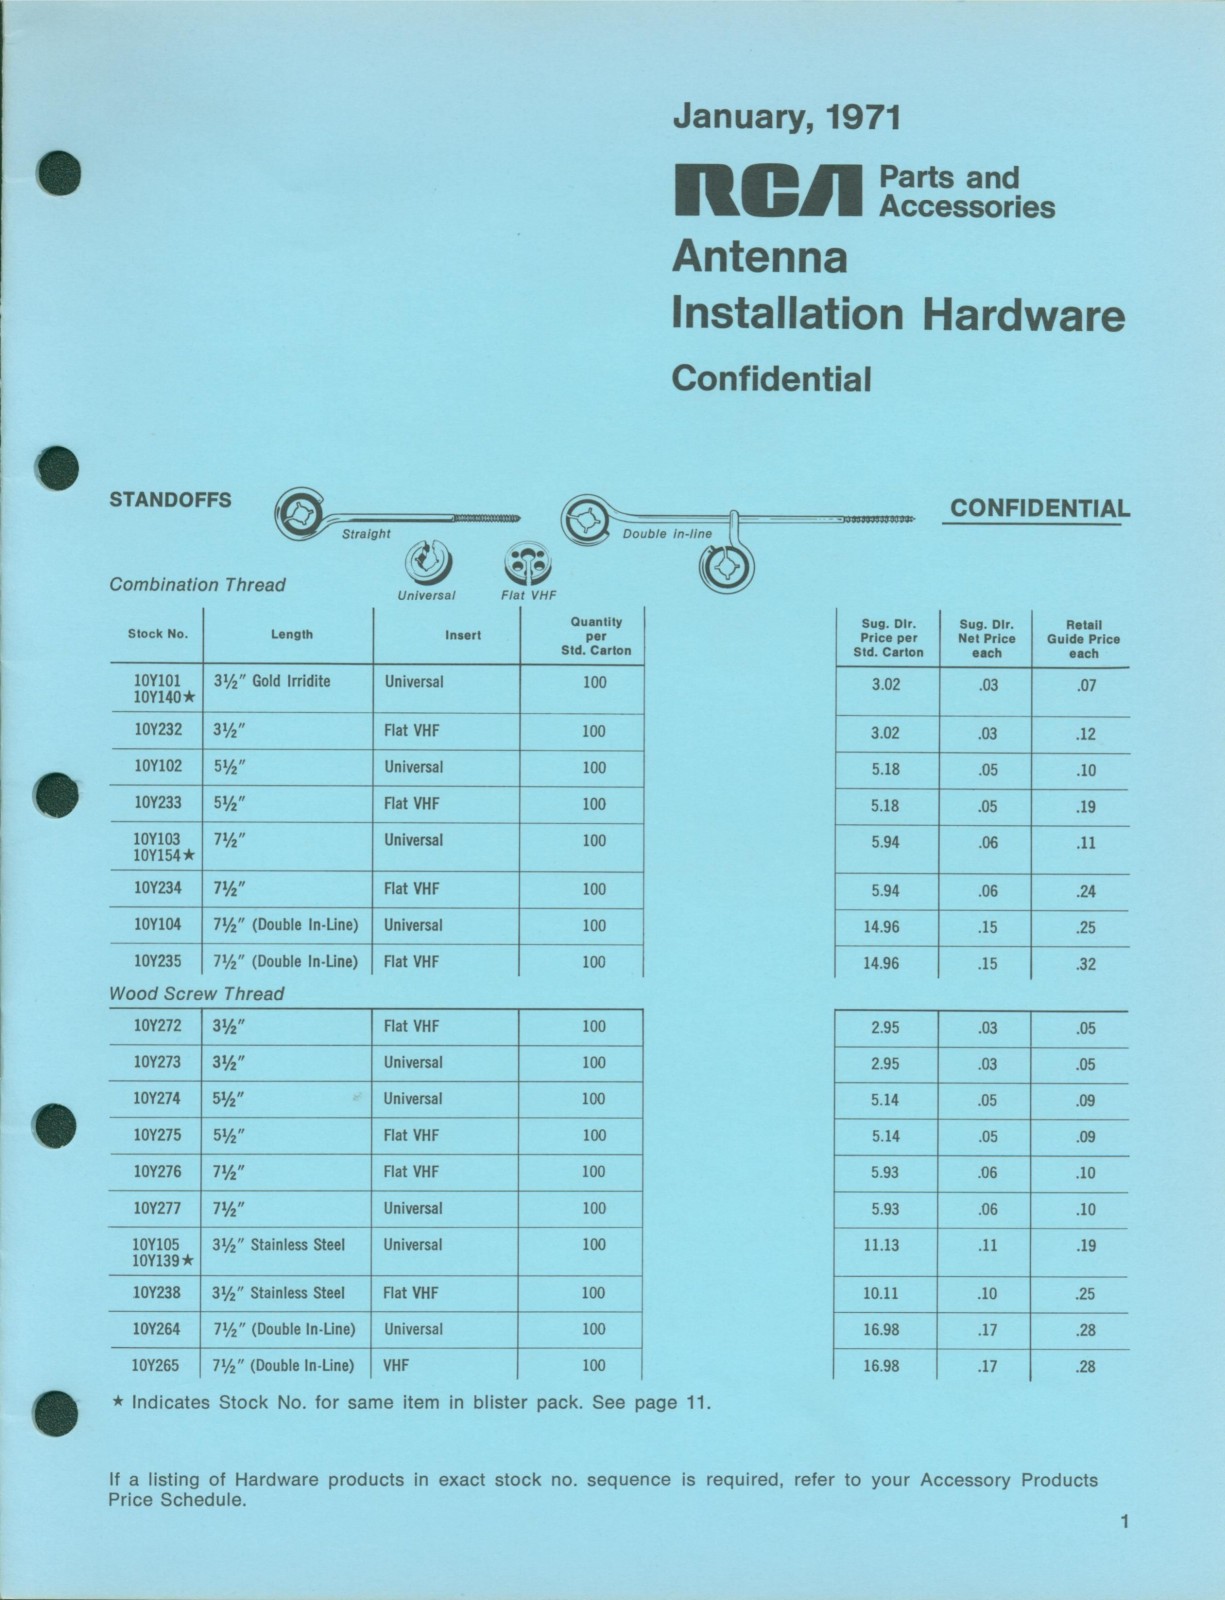 January, 1971
RCA Parts and
Accessories
Antenna
Installation Hardware
Confidential
STANDOFFS
CONFIDENTIAL
Straight
Double in-line
Universal
Flat VHF
Combination Thread
Stock No. Length Insert Quantity per Std. Carton Sug. Dlr. Price per Std. Carton Sug. Dlr. Net Price each Retail Guide Price each
10Y101 3½" Gold Irridite Universal 100 3.02 .03 .07
10Y140★
10Y232 3½" Flat VHF 100 3.02 .03 .12
10Y102 5½" Universal 100 5.18 .05 .10
10Y233 5½" Flat VHF 100 5.18 .05 .19
10Y103 7½" Universal 100 5.94 .06 .11
10Y154★
10Y234 7½" Flat VHF 100 5.94 .06 .24
10Y104 7½" (Double In-Line) Universal 100 14.96 .15 .25
10Y235 7½" (Double In-Line) Flat VHF 100 14.96 .15 .32
Wood Screw Thread
10Y272 3½" Flat VHF 100 2.95 .03 .05
10Y273 3½" Universal 100 2.95 .03 .05
10Y274 5½" Universal 100 5.14 .05 .09
10Y275 5½" Flat VHF 100 5.14 .05 .09
10Y276 7½" Flat VHF 100 5.93 .06 .10
10Y277 7½" Universal 100 5.93 .06 .10
10Y105 3½" Stainless Steel Universal 100 11.13 .11 .19
10Y139★
10Y238 3½" Stainless Steel Flat VHF 100 10.11 .10 .25
10Y264 7½" (Double In-Line) Universal 100 16.98 .17 .28
10Y265 7½" (Double In-Line) VHF 100 16.98 .17 .28
★ Indicates Stock No. for same item in blister pack. See page 11.
If a listing of Hardware products in exact stock no. sequence is required, refer to your Accessory Products
Price Schedule.
1